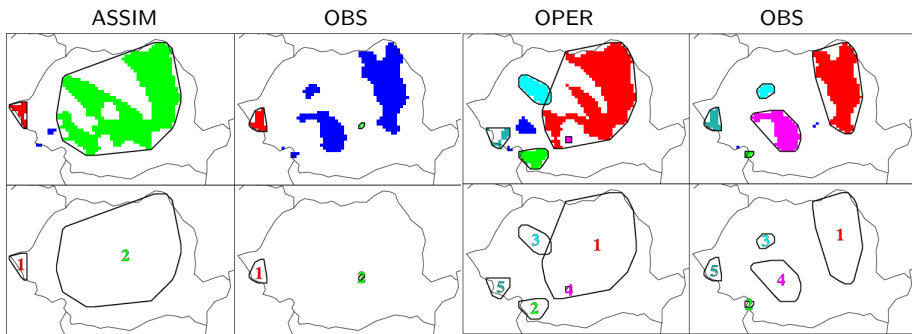 ASSIM OBS OPER OBS
1 2 1 2 3 1 4 5 2 3 1 4 5 2